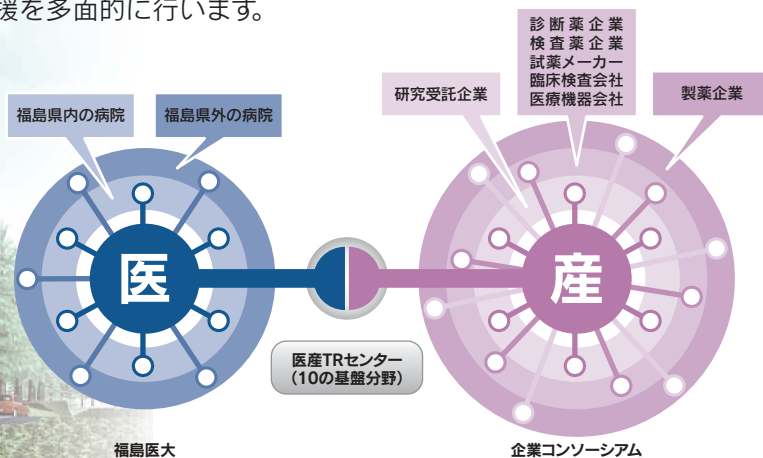 援を多面的に行います。
診断薬企業
検査薬企業
試薬メーカー
臨床検査会社
医療機器会社
研究受託企業
製薬企業
福島県内の病院
福島県外の病院
医
産
医産TRセンター
（10の基盤分野）
福島医大
企業コンソーシアム